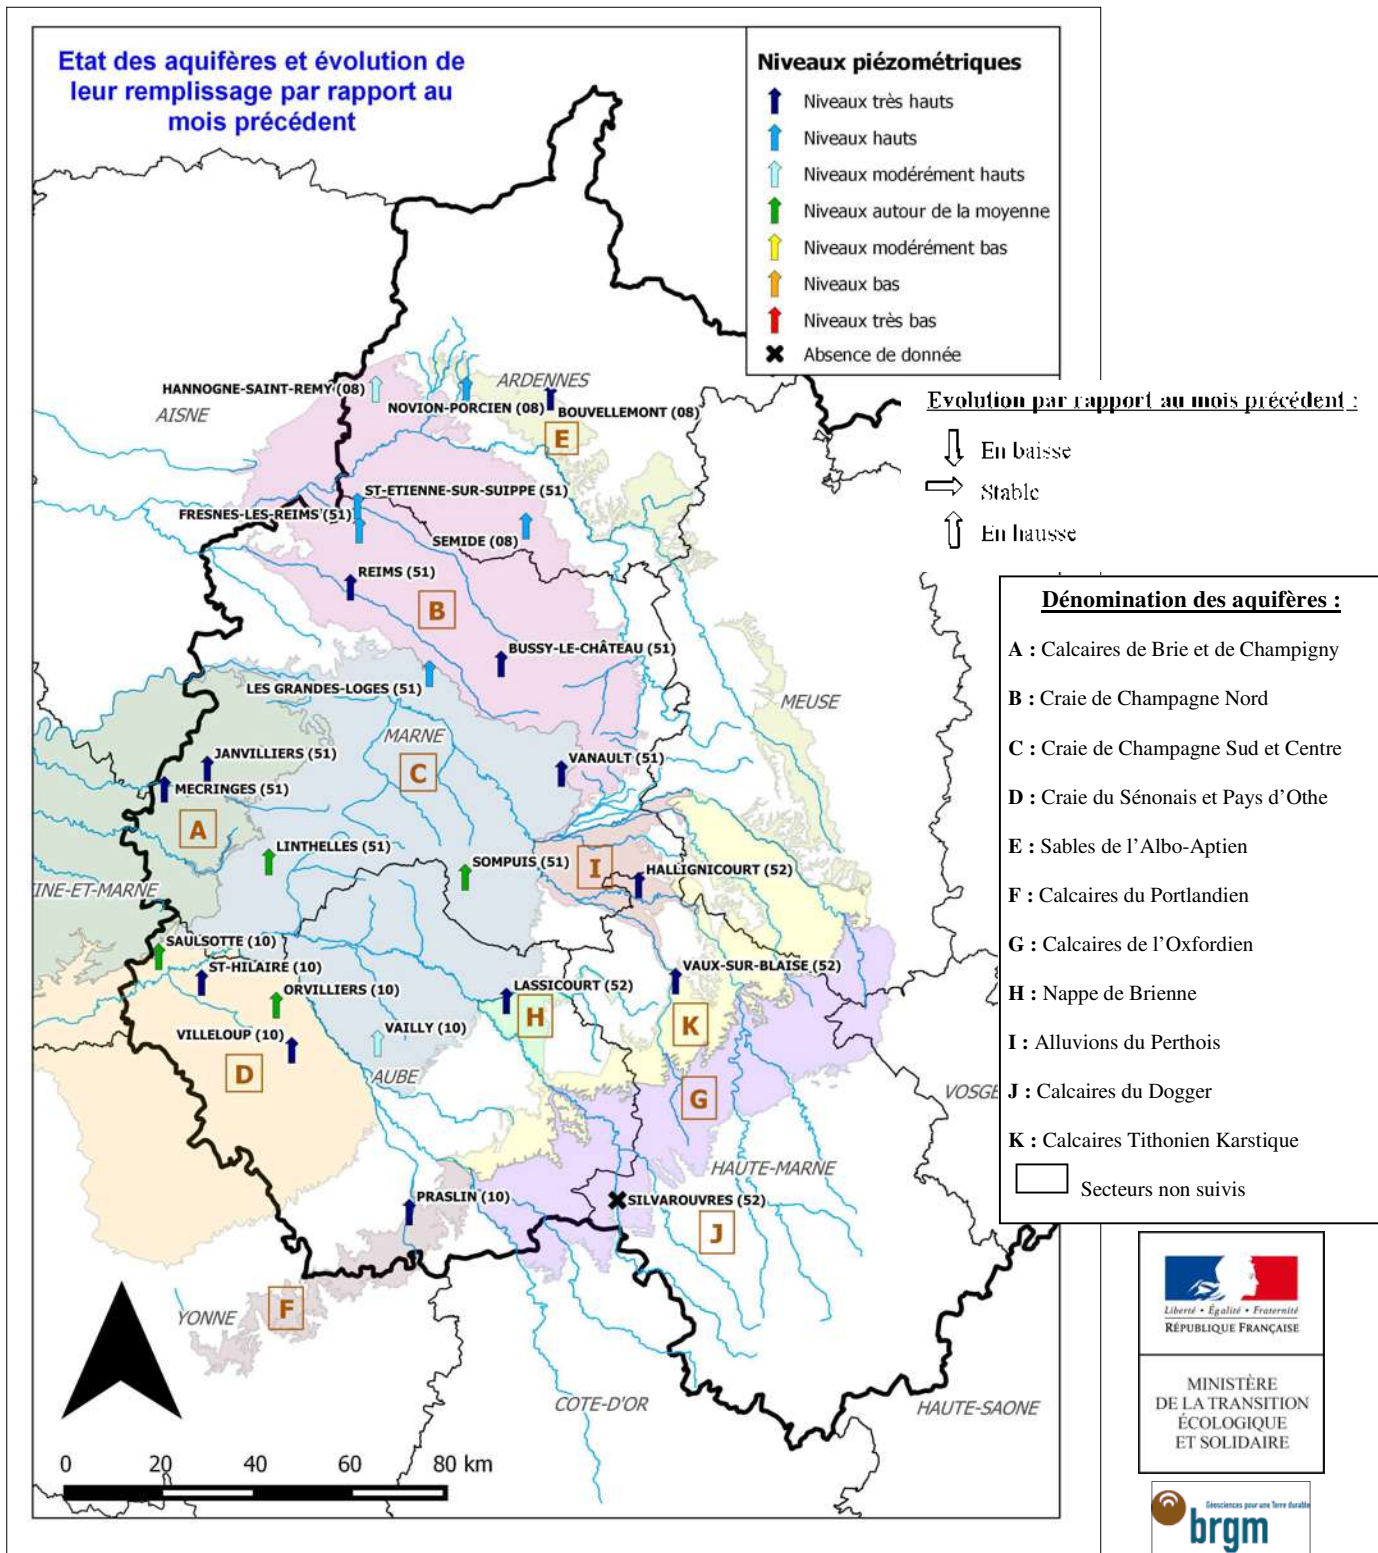 Etat des aquifères et évolution de
leur remplissage par rapport au
mois précédent
Niveaux piézométriques
Niveaux très hauts
Niveaux hauts
Niveaux modérément hauts
Niveaux autour de la moyenne
Niveaux modérément bas
Niveaux bas
Niveaux très bas
Absence de donnée
Evolution par rapport au mois précédent :
En baisse
Stable
En hausse
Dénomination des aquifères :
A : Calcaires de Brie et de Champigny
B : Craie de Champagne Nord
C : Craie de Champagne Sud et Centre
D : Craie du Sénonais et Pays d'Othe
E : Sables de l'Albo-Aptien
F : Calcaires du Portlandien
G : Calcaires de l'Oxfordien
H : Nappe de Brienne
I : Alluvions du Perthois
J : Calcaires du Dogger
K : Calcaires Tithonien Karstique
Secteurs non suivis
HANNOGNE-SAINT-REMY (08)
ARDENNES
AISNE
NOVION-PORCIEN (08)
BOUVELLEMONT (08)
E
ST-ETIENNE-SUR-SUIPPE (51)
FRESNES-LES-REIMS (51)
SEMIDE (08)
REIMS (51)
B
BUSSY-LE-CHÂTEAU (51)
LES GRANDES-LOGES (51)
MEUSE
MARNE
JANVILLIERS (51)
VANAULT (51)
C
MECRINGES (51)
A
LINTHELLES (51)
SOMPUIS (51)
I
HALLIGNICOURT (52)
INE-ET-MARNE
SAULSOTTE (10)
ST-HILAIRE (10)
VAUX-SUR-BLAISE (52)
ORVILLIERS (10)
LASSICOURT (52)
H
K
VILLELOUP (10)
VAILLY (10)
D
AUBE
G
VOSGE
HAUTE-MARNE
PRASLIN (10)
SILVAROUVRES (52)
J
F
YONNE
COTE-D'OR
HAUTE-SAONE
0 20 40 60 80 km
Liberté • Égalité • Fraternité
RÉPUBLIQUE FRANÇAISE
MINISTÈRE
DE LA TRANSITION
ÉCOLOGIQUE
ET SOLIDAIRE
Géosciences pour une Terre durable
brgm